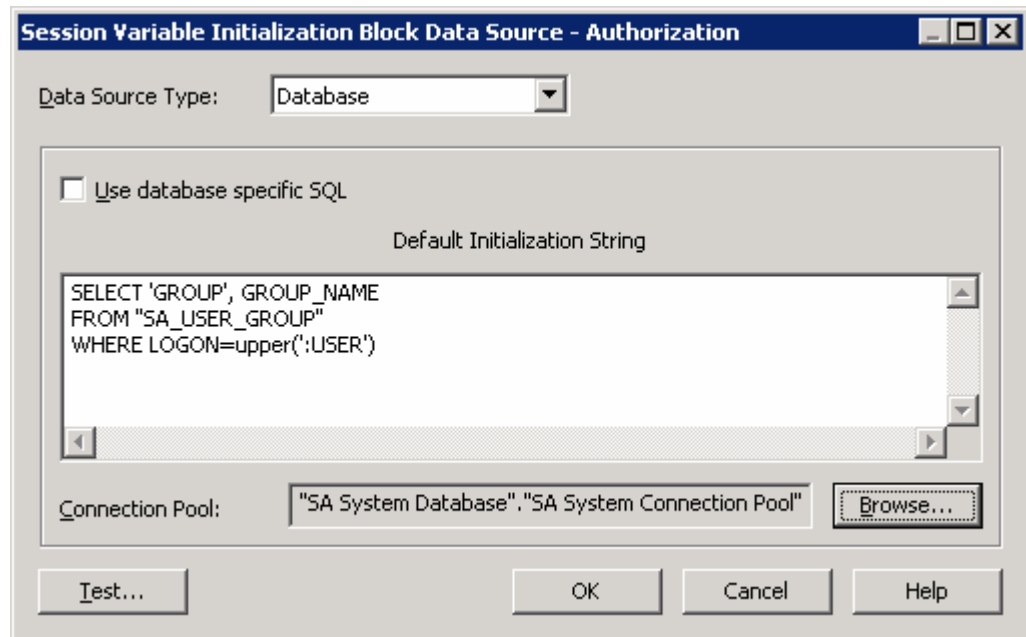 Session Variable Initialization Block Data Source - Authorization
Data Source Type: Database
Use database specific SQL
Default Initialization String
SELECT 'GROUP', GROUP_NAME
FROM "SA_USER_GROUP"
WHERE LOGON=upper(':USER')
Connection Pool: "SA System Database"."SA System Connection Pool" Browse...
Test... OK Cancel Help